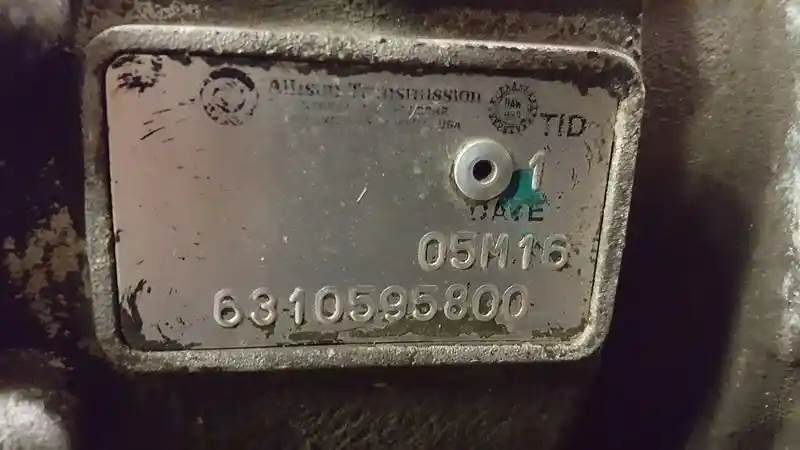 Allison Transmission
TID
1
DATE
05M16
6310595800